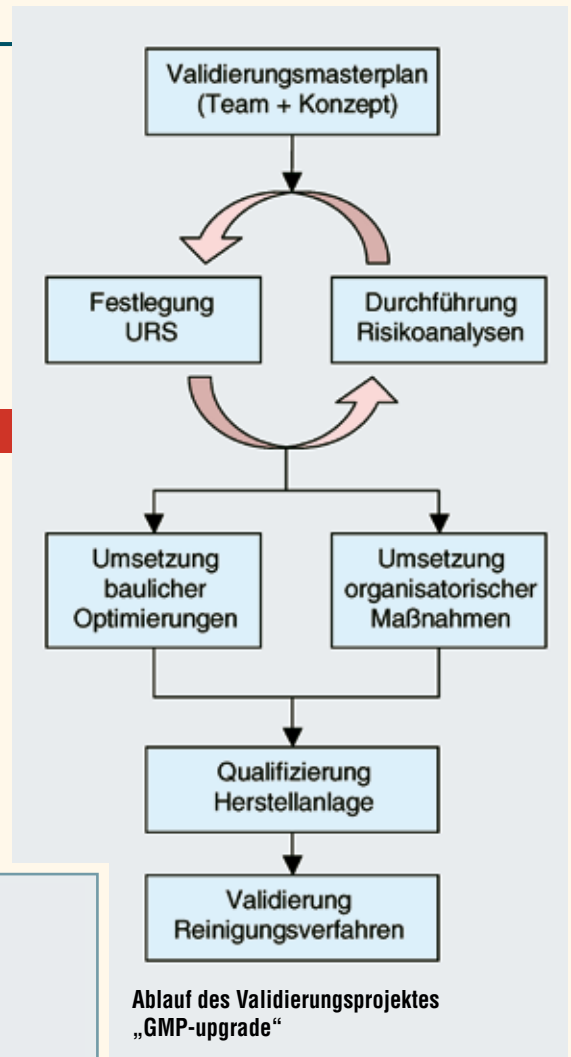 Validierungsmasterplan
(Team + Konzept)
Festlegung
URS
Durchführung
Risikoanalysen
Umsetzung
baulicher
Optimierungen
Umsetzung
organisatorischer
Maßnahmen
Qualifizierung
Herstellanlage
Validierung
Reinigungsverfahren
Ablauf des Validierungsprojektes
„GMP-upgrade“